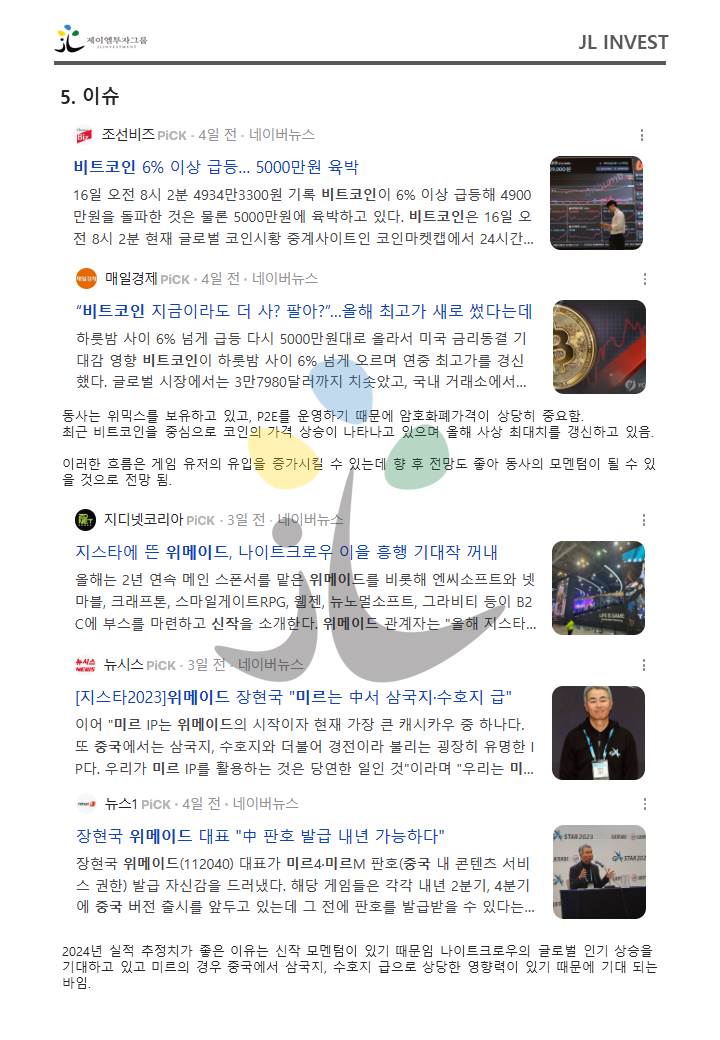 제이엘투자그룹
JL INVESTMENT
JL INVEST
5. 이슈
조선비즈 PiCK · 4일 전 · 네이버뉴스
비트코인 6% 이상 급등... 5000만원 육박
16일 오전 8시 2분 4934만3300원 기록 비트코인이 6% 이상 급등해 4900
만원을 돌파한 것은 물론 5000만원에 육박하고 있다. 비트코인은 16일 오
전 8시 2분 현재 글로벌 코인시황 중계사이트인 코인마켓캡에서 24시간...
매일경제 PiCK · 4일 전 · 네이버뉴스
“비트코인 지금이라도 더 사? 팔아?”...올해 최고가 새로 썼다는데
하룻밤 사이 6% 넘게 급등 다시 5000만원대로 올라서 미국 금리동결 기
대감 영향 비트코인이 하룻밤 사이 6% 넘게 오르며 연중 최고가를 경신
했다. 글로벌 시장에서는 3만7980달러까지 치솟았고, 국내 거래소에서...
동사는 위믹스를 보유하고 있고, P2E를 운영하기 때문에 암호화폐가격이 상당히 중요함.
최근 비트코인을 중심으로 코인의 가격 상승이 나타나고 있으며 올해 사상 최대치를 갱신하고 있음.
이러한 흐름은 게임 유저의 유입을 증가시킬 수 있는데 향 후 전망도 좋아 동사의 모멘텀이 될 수 있
을 것으로 전망 됨.
지디넷코리아 PiCK · 3일 전 · 네이버뉴스
지스타에 뜬 위메이드, 나이트크로우 이을 흥행 기대작 꺼내
올해는 2년 연속 메인 스폰서를 맡은 위메이드를 비롯해 엔씨소프트와 넷
마블, 크래프톤, 스마일게이트RPG, 웹젠, 뉴노멀소프트, 그라비티 등이 B2
C에 부스를 마련하고 신작을 소개한다. 위메이드 관계자는 "올해 지스타...
뉴시스 PiCK · 3일 전 · 네이버뉴스
[지스타2023]위메이드 장현국 "미르는 中서 삼국지·수호지 급"
이어 "미르 IP는 위메이드의 시작이자 현재 가장 큰 캐시카우 중 하나다.
또 중국에서는 삼국지, 수호지와 더불어 경전이라 불리는 굉장히 유명한 I
P다. 우리가 미르 IP를 활용하는 것은 당연한 일인 것"이라며 "우리는 미...
뉴스1 PiCK · 4일 전 · 네이버뉴스
장현국 위메이드 대표 "中 판호 발급 내년 가능하다"
장현국 위메이드(112040) 대표가 미르4·미르M 판호(중국 내 콘텐츠 서비
스 권한) 발급 자신감을 드러냈다. 해당 게임들은 각각 내년 2분기, 4분기
에 중국 버전 출시를 앞두고 있는데 그 전에 판호를 발급받을 수 있다는...
2024년 실적 추정치가 좋은 이유는 신작 모멘텀이 있기 때문임 나이트크로우의 글로벌 인기 상승을
기대하고 있고 미르의 경우 중국에서 삼국지, 수호지 급으로 상당한 영향력이 있기 때문에 기대 되는
바임.